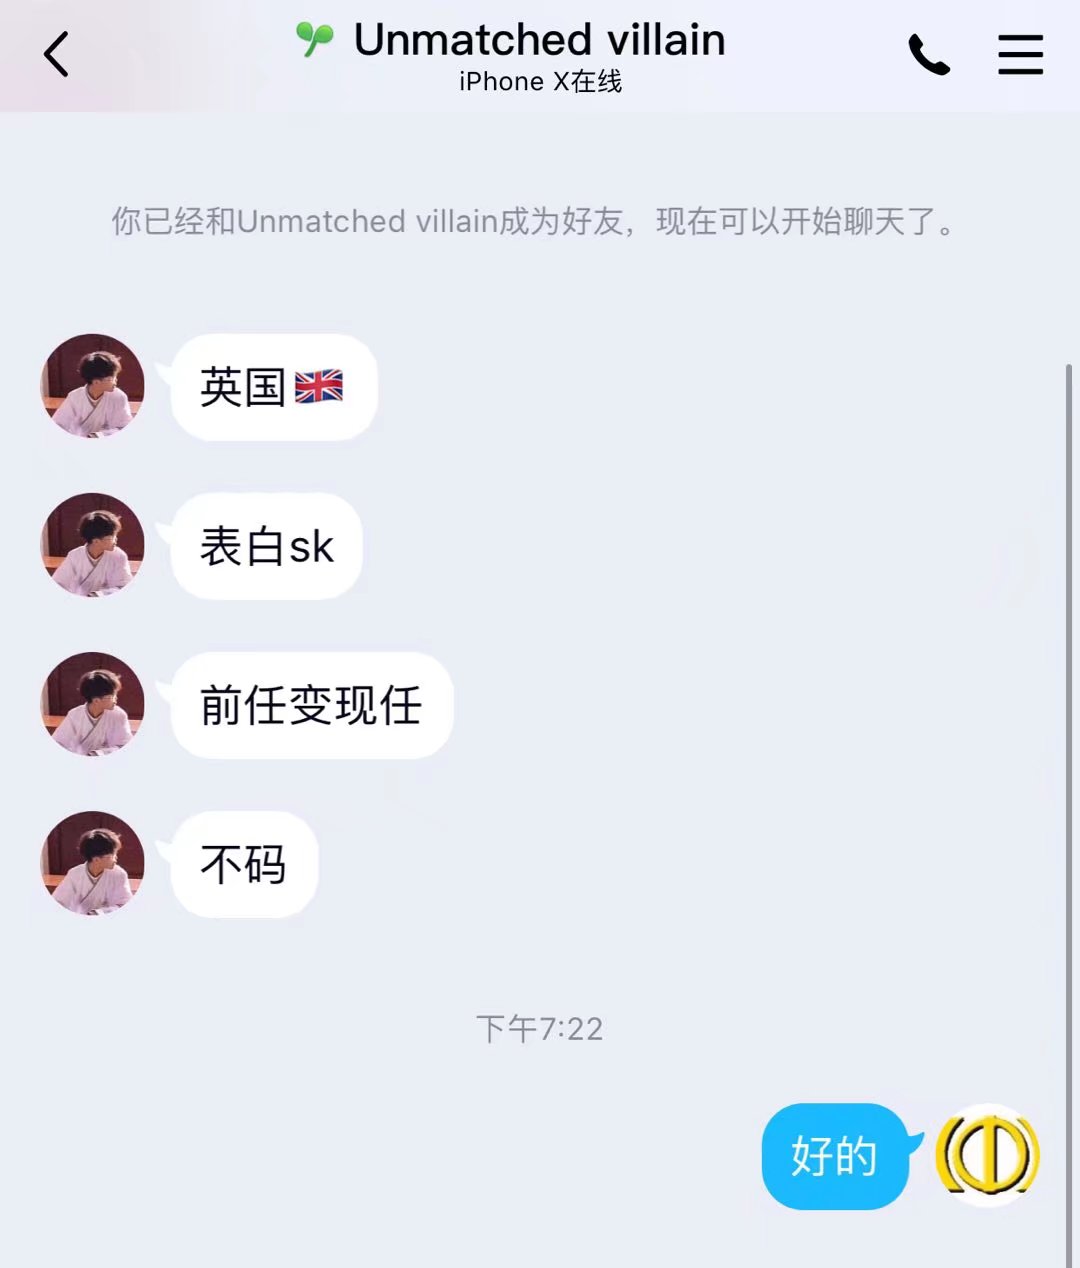 Unmatched villain
iPhone X在线
你已经和Unmatched villain成为好友，现在可以开始聊天了。
英国🇬🇧
表白sk
前任变现任
不码
下午7:22
好的